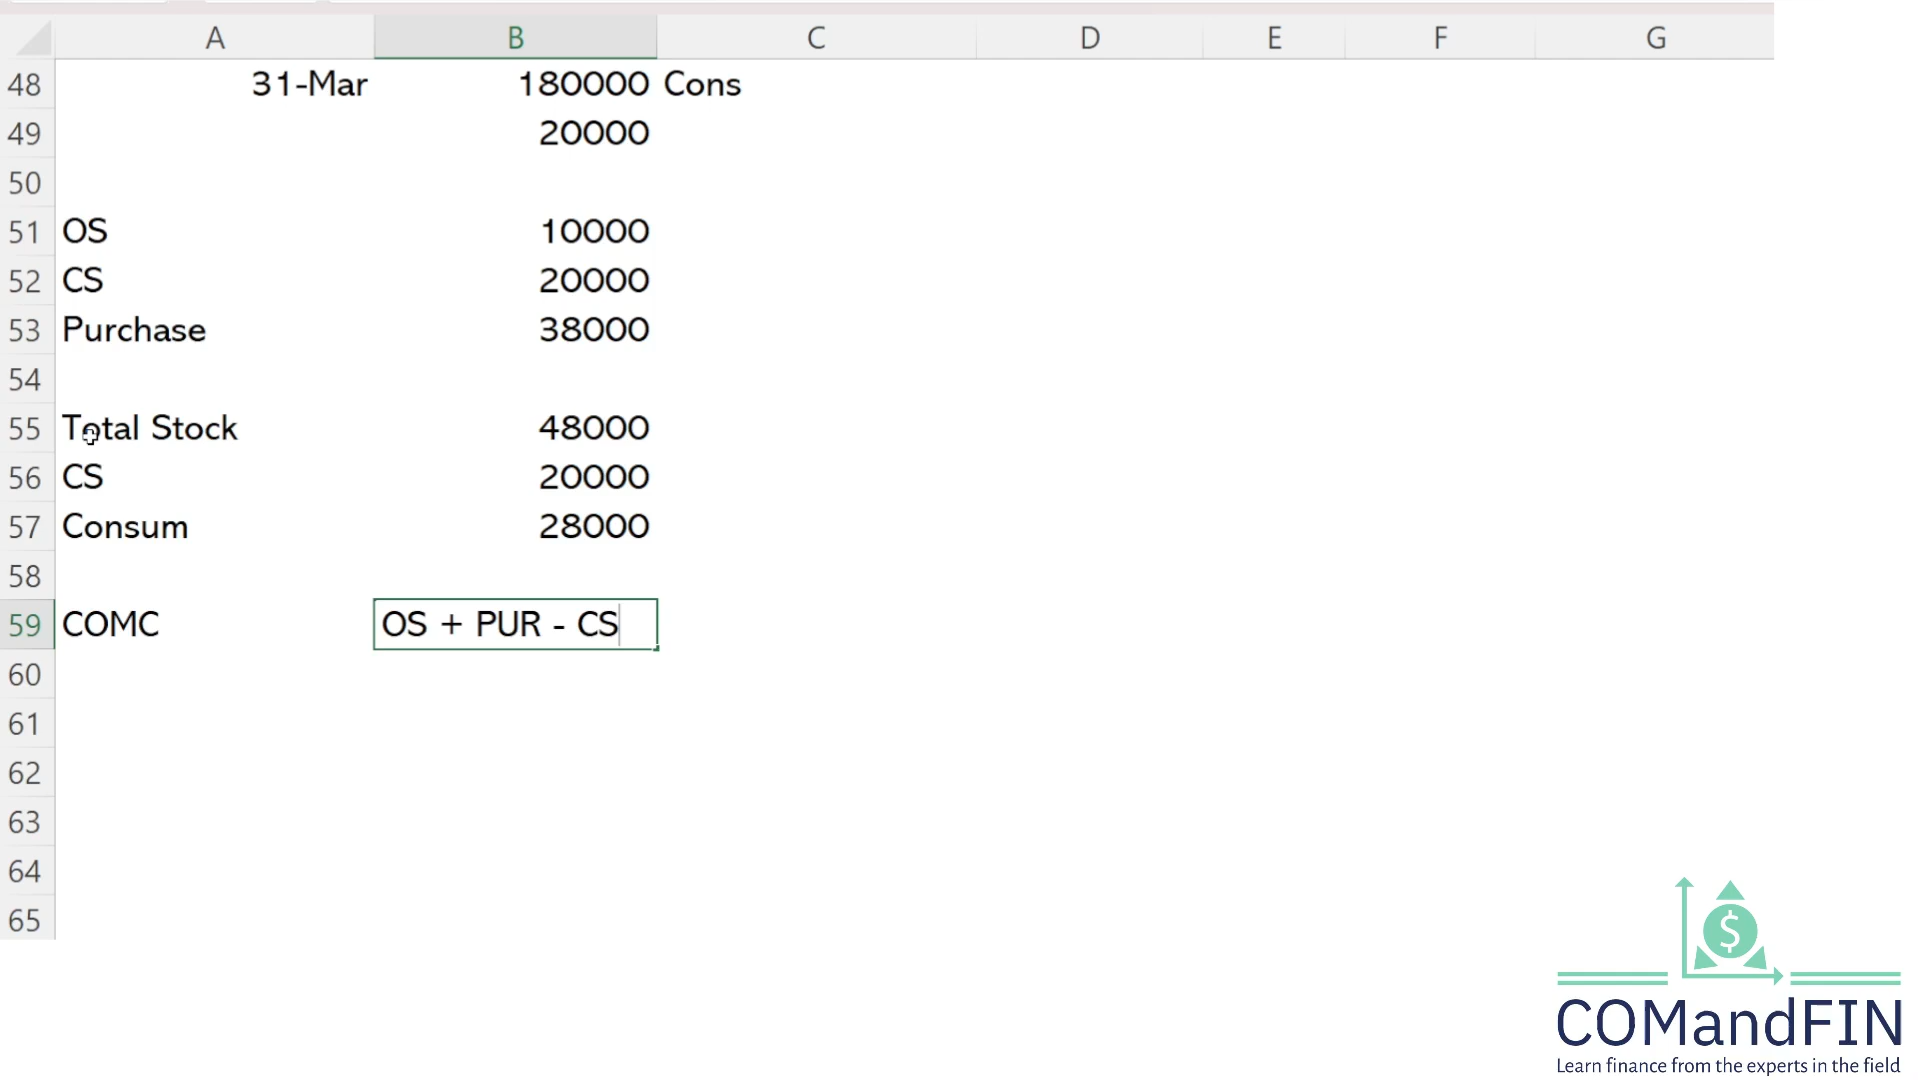 A B C D E F G
48 31-Mar 180000 Cons
49 20000
50
51 OS 10000
52 CS 20000
53 Purchase 38000
54
55 Total Stock 48000
56 CS 20000
57 Consum 28000
58
59 COMC OS + PUR - CS
60
61
62
63
64
65
$
COMandFIN
Learn finance from the experts in the field